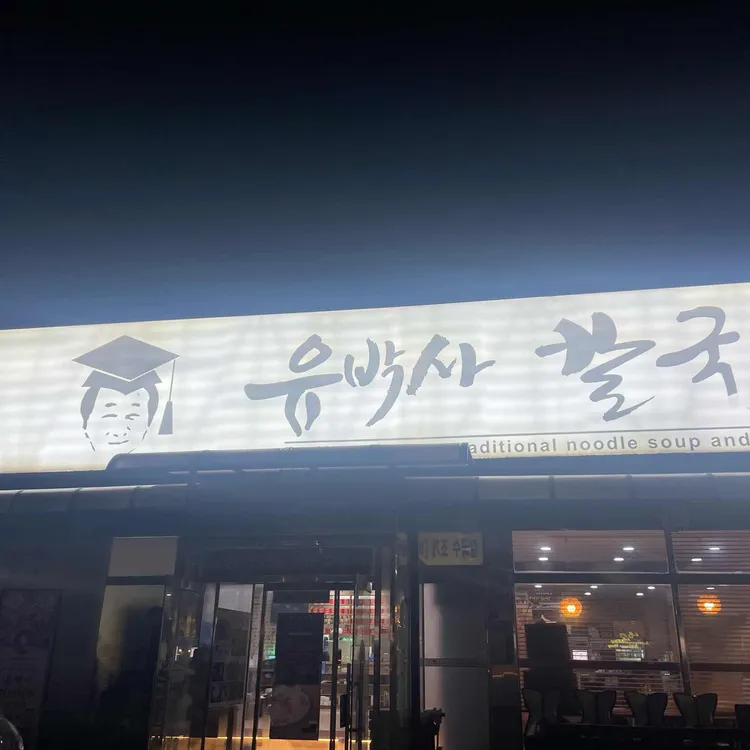 유박사 칼국
aditional noodle soup and